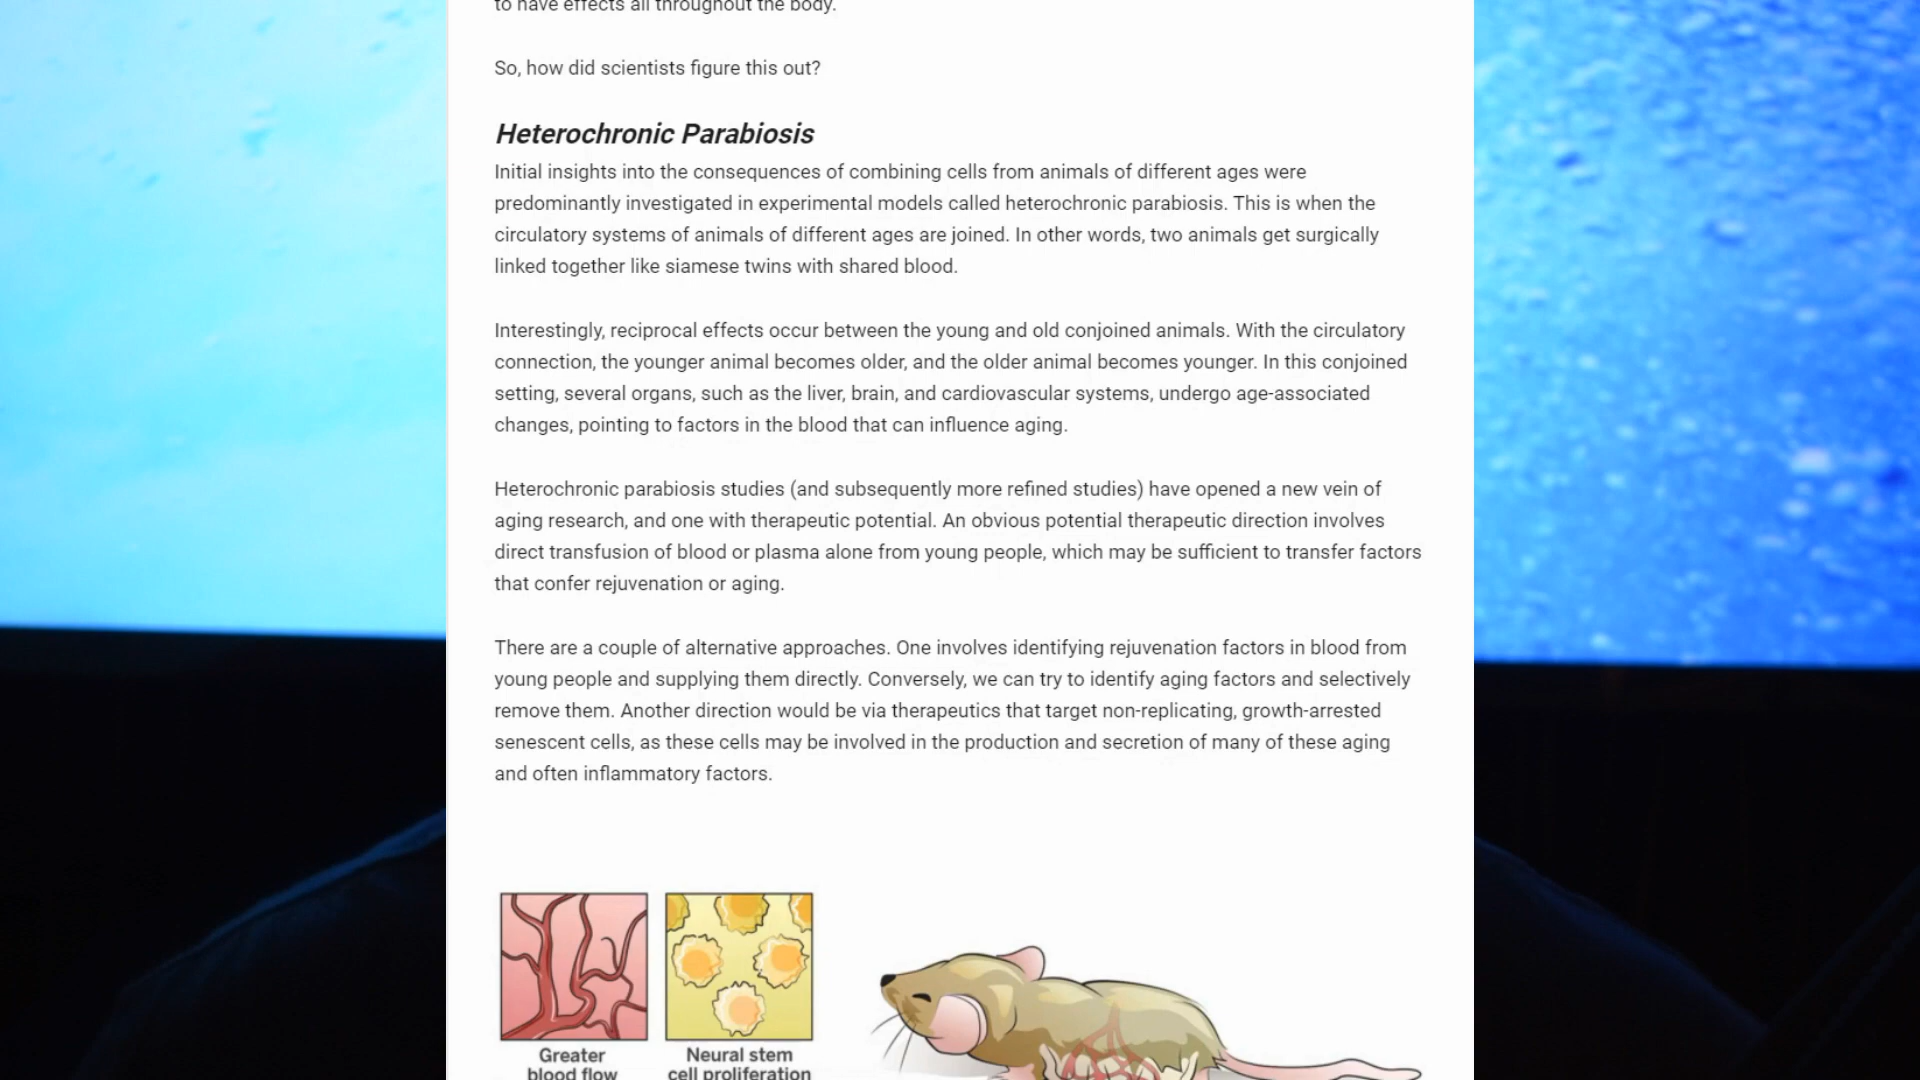 to have effects all throughout the body.
So, how did scientists figure this out?
Heterochronic Parabiosis
Initial insights into the consequences of combining cells from animals of different ages were
predominantly investigated in experimental models called heterochronic parabiosis. This is when the
circulatory systems of animals of different ages are joined. In other words, two animals get surgically
linked together like siamese twins with shared blood.
Interestingly, reciprocal effects occur between the young and old conjoined animals. With the circulatory
connection, the younger animal becomes older, and the older animal becomes younger. In this conjoined
setting, several organs, such as the liver, brain, and cardiovascular systems, undergo age-associated
changes, pointing to factors in the blood that can influence aging.
Heterochronic parabiosis studies (and subsequently more refined studies) have opened a new vein of
aging research, and one with therapeutic potential. An obvious potential therapeutic direction involves
direct transfusion of blood or plasma alone from young people, which may be sufficient to transfer factors
that confer rejuvenation or aging.
There are a couple of alternative approaches. One involves identifying rejuvenation factors in blood from
young people and supplying them directly. Conversely, we can try to identify aging factors and selectively
remove them. Another direction would be via therapeutics that target non-replicating, growth-arrested
senescent cells, as these cells may be involved in the production and secretion of many of these aging
and often inflammatory factors.
Greater
blood flow
Neural stem
cell proliferation